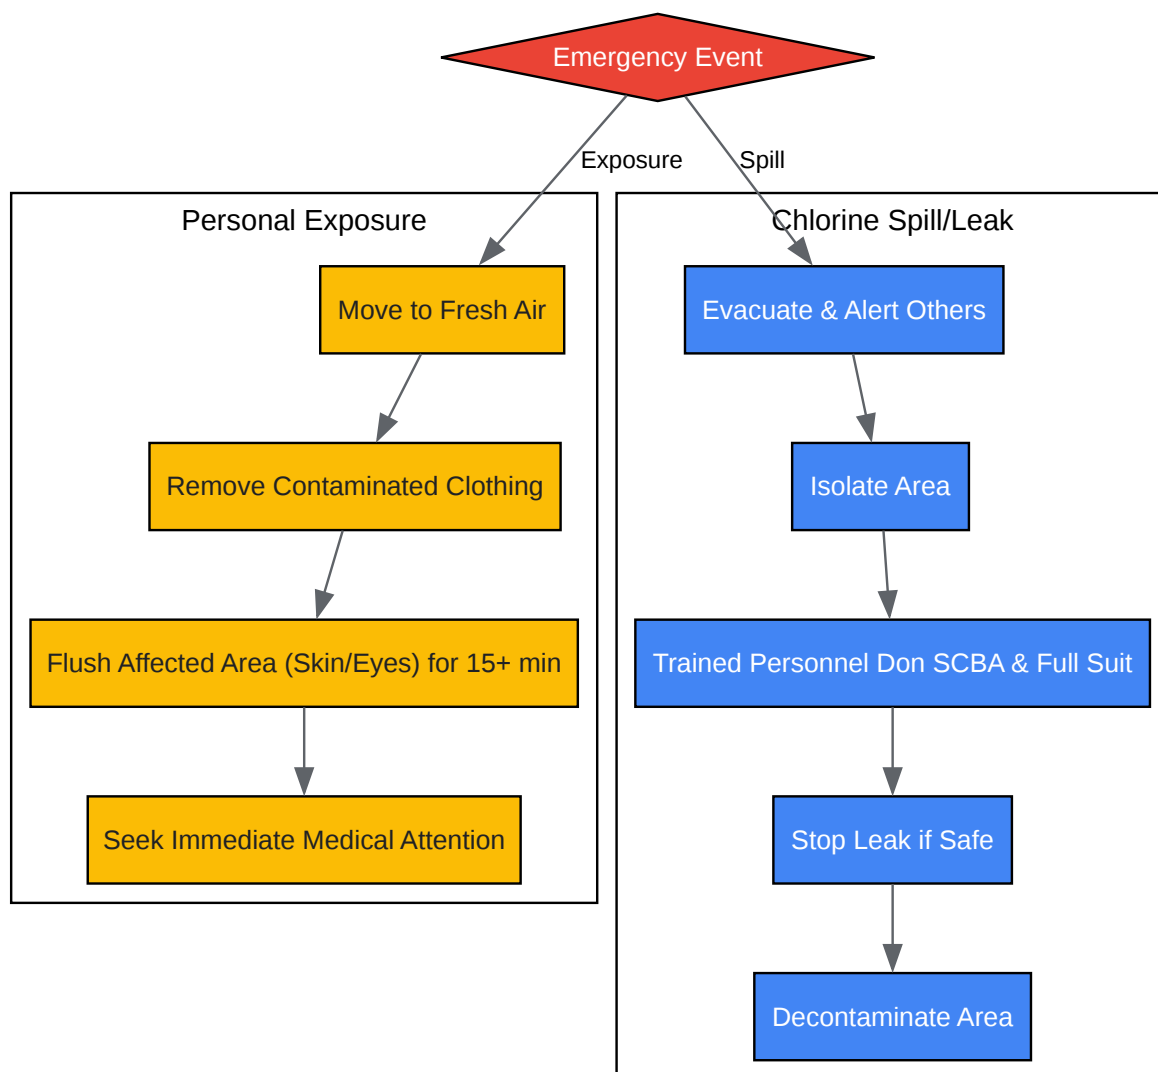 Emergency Event
Exposure
Spill
Personal Exposure
Move to Fresh Air
Remove Contaminated Clothing
Flush Affected Area (Skin/Eyes) for 15+ min
Seek Immediate Medical Attention
Chlorine Spill/Leak
Evacuate & Alert Others
Isolate Area
Trained Personnel Don SCBA & Full Suit
Stop Leak if Safe
Decontaminate Area